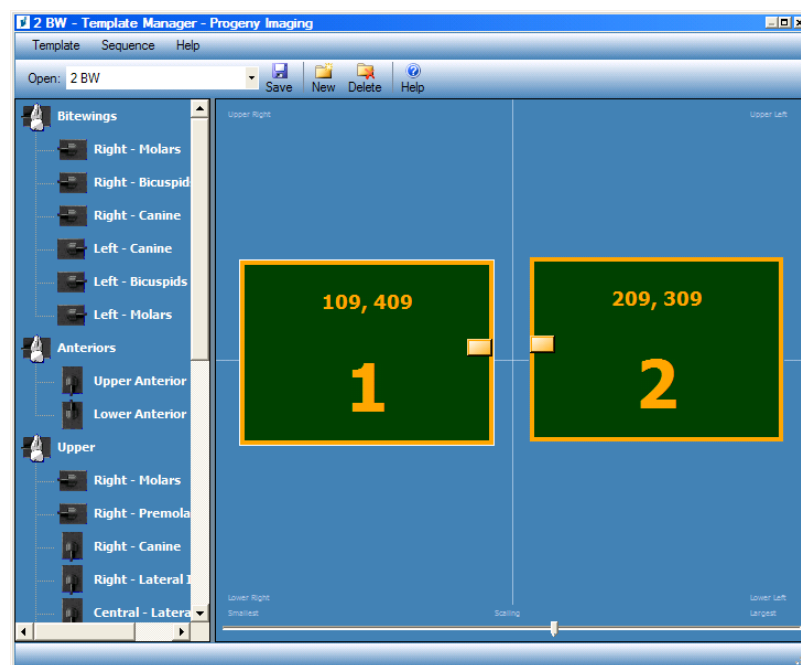 2 BW - Template Manager - Progeny Imaging
Template Sequence Help
Open: 2 BW Save New Delete Help
Bitewings
Right - Molars
Right - Bicuspid
Right - Canine
Left - Canine
Left - Bicuspids
Left - Molars
Anteriors
Upper Anterior
Lower Anterior
Upper
Right - Molars
Right - Premola
Right - Canine
Right - Lateral I
Central - Latera
Upper Right Upper Left
109, 409
1
209, 309
2
Lower Right Lower Left
Smallest Scaling Largest